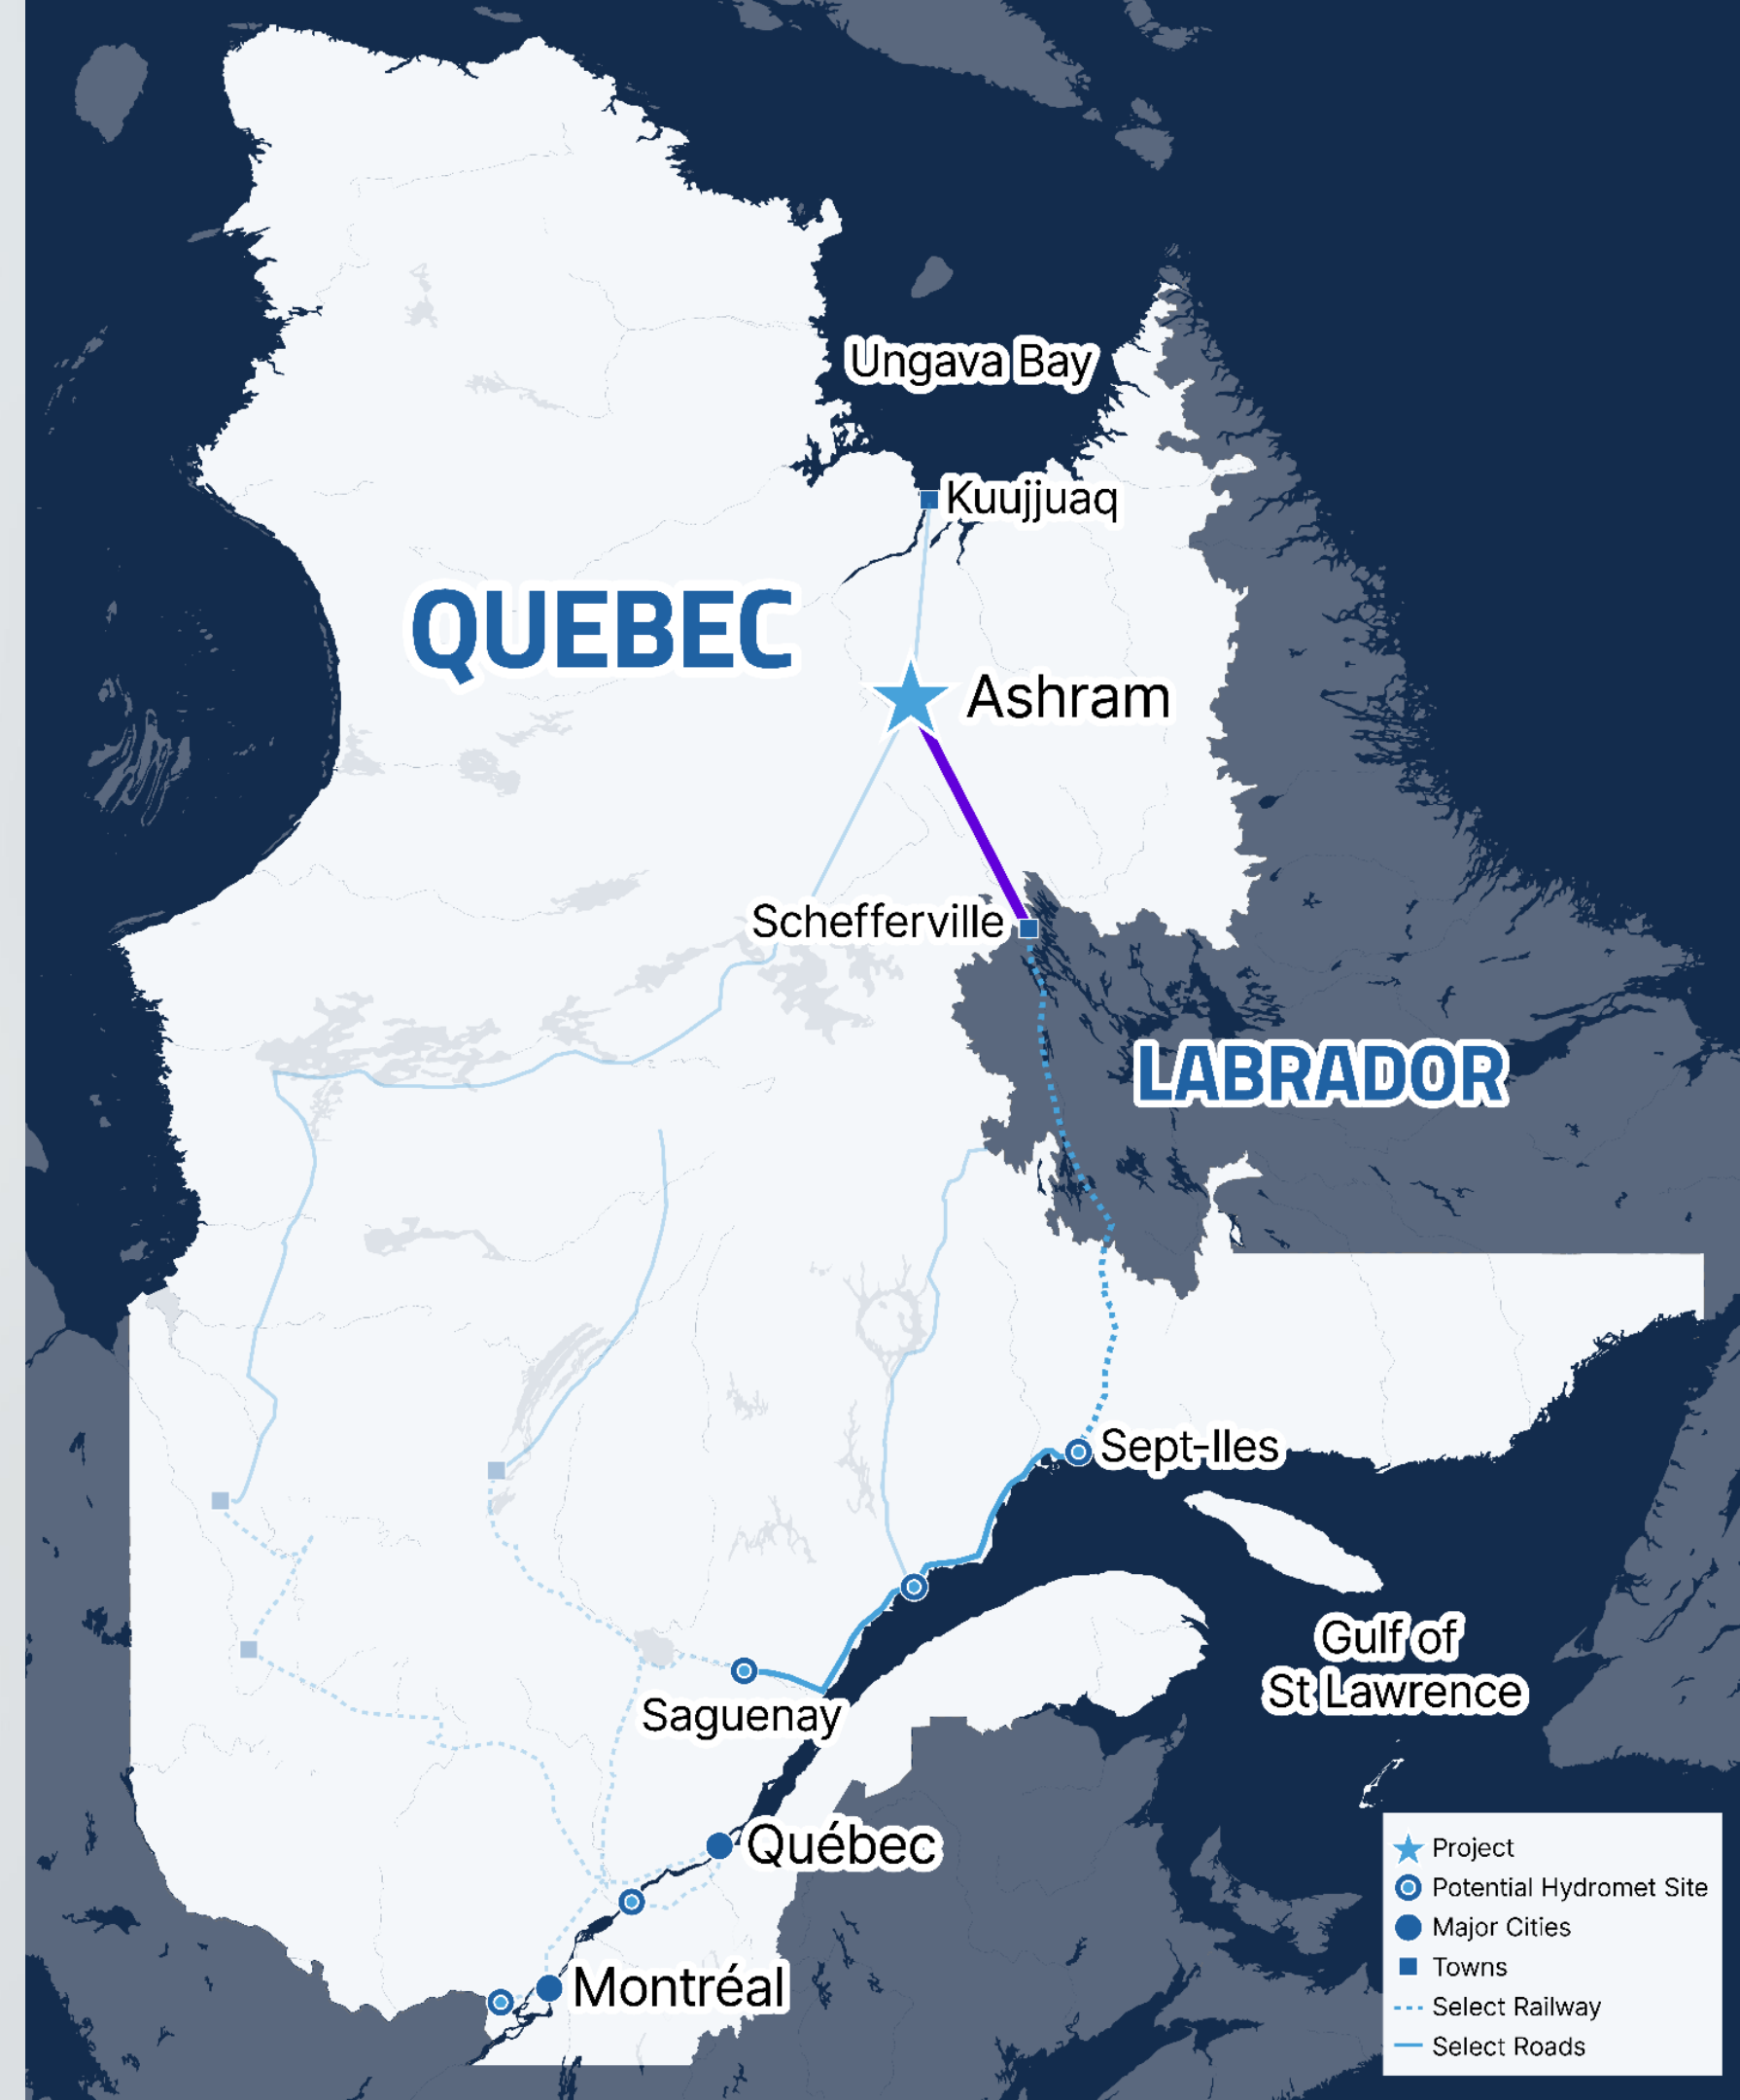 Ungava Bay
Kuujjuaq
QUEBEC
Ashram
Schefferville
LABRADOR
Sept-Iles
Gulf of
St Lawrence
Saguenay
Québec
Montréal
Project
Potential Hydromet Site
Major Cities
Towns
Select Railway
Select Roads